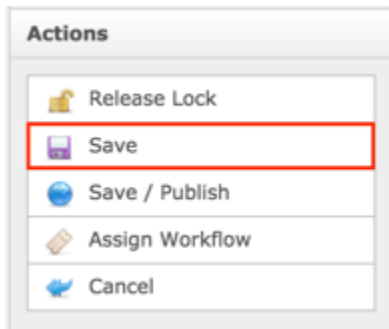 Actions
Release Lock
Save
Save / Publish
Assign Workflow
Cancel